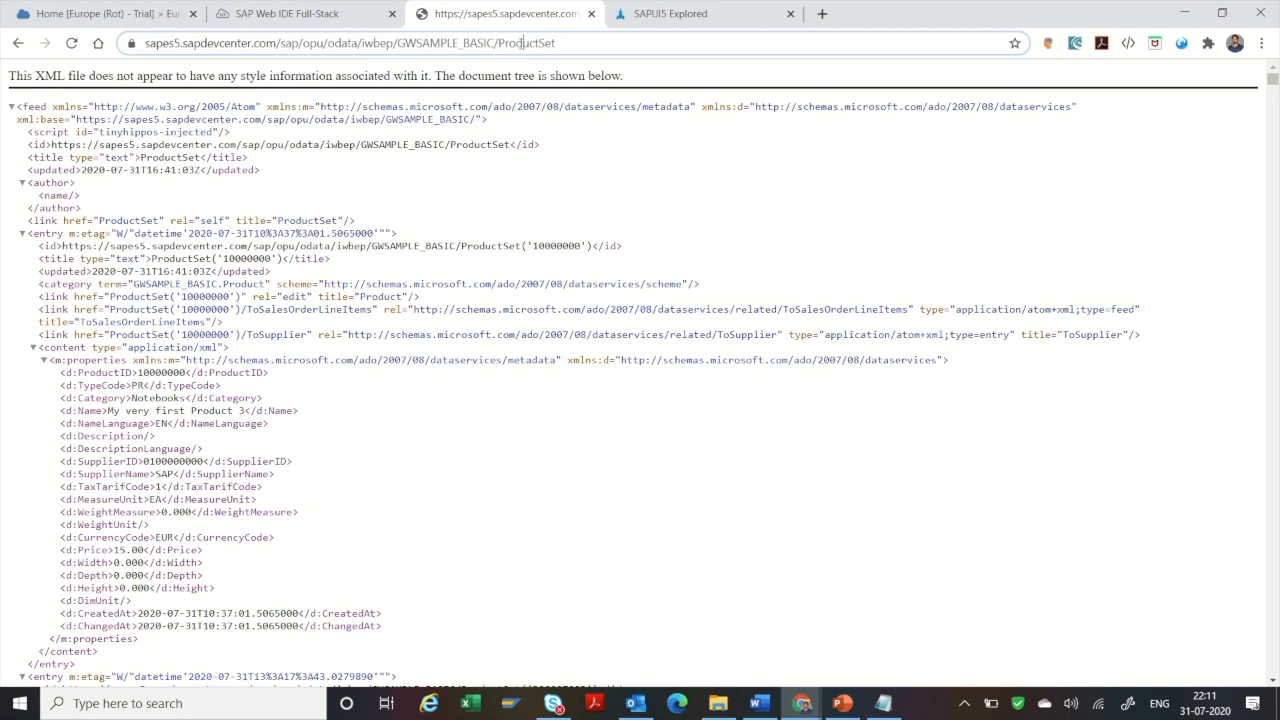 Home [Europe (Rot) - Trial] > Eur
SAP Web IDE Full-Stack
https://sapes5.sapdevcenter.com
SAPUI5 Explored
sapes5.sapdevcenter.com/sap/opu/odata/iwbep/GWSAMPLE_BASIC/ProductSet
This XML file does not appear to have any style information associated with it. The document tree is shown below.
▼<feed xmlns="http://www.w3.org/2005/Atom" xmlns:m="http://schemas.microsoft.com/ado/2007/08/dataservices/metadata" xmlns:d="http://schemas.microsoft.com/ado/2007/08/dataservices"
xml:base="https://sapes5.sapdevcenter.com/sap/opu/odata/iwbep/GWSAMPLE_BASIC/">
<script id="tinyhippos-injected"/>
<id>https://sapes5.sapdevcenter.com/sap/opu/odata/iwbep/GWSAMPLE_BASIC/ProductSet</id>
<title type="text">ProductSet</title>
<updated>2020-07-31T16:41:03Z</updated>
▼<author>
<name/>
</author>
<link href="ProductSet" rel="self" title="ProductSet"/>
▼<entry m:etag="W/"datetime'2020-07-31T10%3A37%3A01.5065000'"">
<id>https://sapes5.sapdevcenter.com/sap/opu/odata/iwbep/GWSAMPLE_BASIC/ProductSet('10000000')</id>
<title type="text">ProductSet('10000000')</title>
<updated>2020-07-31T16:41:03Z</updated>
<category term="GWSAMPLE_BASIC.Product" scheme="http://schemas.microsoft.com/ado/2007/08/dataservices/scheme"/>
<link href="ProductSet('10000000')" rel="edit" title="Product"/>
<link href="ProductSet('10000000')/ToSalesOrderLineItems" rel="http://schemas.microsoft.com/ado/2007/08/dataservices/related/ToSalesOrderLineItems" type="application/atom+xml;type=feed"
title="ToSalesOrderLineItems"/>
<link href="ProductSet('10000000')/ToSupplier" rel="http://schemas.microsoft.com/ado/2007/08/dataservices/related/ToSupplier" type="application/atom+xml;type=entry" title="ToSupplier"/>
▼<content type="application/xml">
▼<m:properties xmlns:m="http://schemas.microsoft.com/ado/2007/08/dataservices/metadata" xmlns:d="http://schemas.microsoft.com/ado/2007/08/dataservices">
<d:ProductID>10000000</d:ProductID>
<d:TypeCode>PR</d:TypeCode>
<d:Category>Notebooks</d:Category>
<d:Name>My very first Product 3</d:Name>
<d:NameLanguage>EN</d:NameLanguage>
<d:Description/>
<d:DescriptionLanguage/>
<d:SupplierID>0100000000</d:SupplierID>
<d:SupplierName>SAP</d:SupplierName>
<d:TaxTarifCode>1</d:TaxTarifCode>
<d:MeasureUnit>EA</d:MeasureUnit>
<d:WeightMeasure>0.000</d:WeightMeasure>
<d:WeightUnit/>
<d:CurrencyCode>EUR</d:CurrencyCode>
<d:Price>15.00</d:Price>
<d:Width>0.000</d:Width>
<d:Depth>0.000</d:Depth>
<d:Height>0.000</d:Height>
<d:DimUnit/>
<d:CreatedAt>2020-07-31T10:37:01.5065000</d:CreatedAt>
<d:ChangedAt>2020-07-31T10:37:01.5065000</d:ChangedAt>
</m:properties>
</content>
</entry>
▼<entry m:etag="W/"datetime'2020-07-31T13%3A17%3A43.0279890'"">
Type here to search
ENG
22:11
31-07-2020